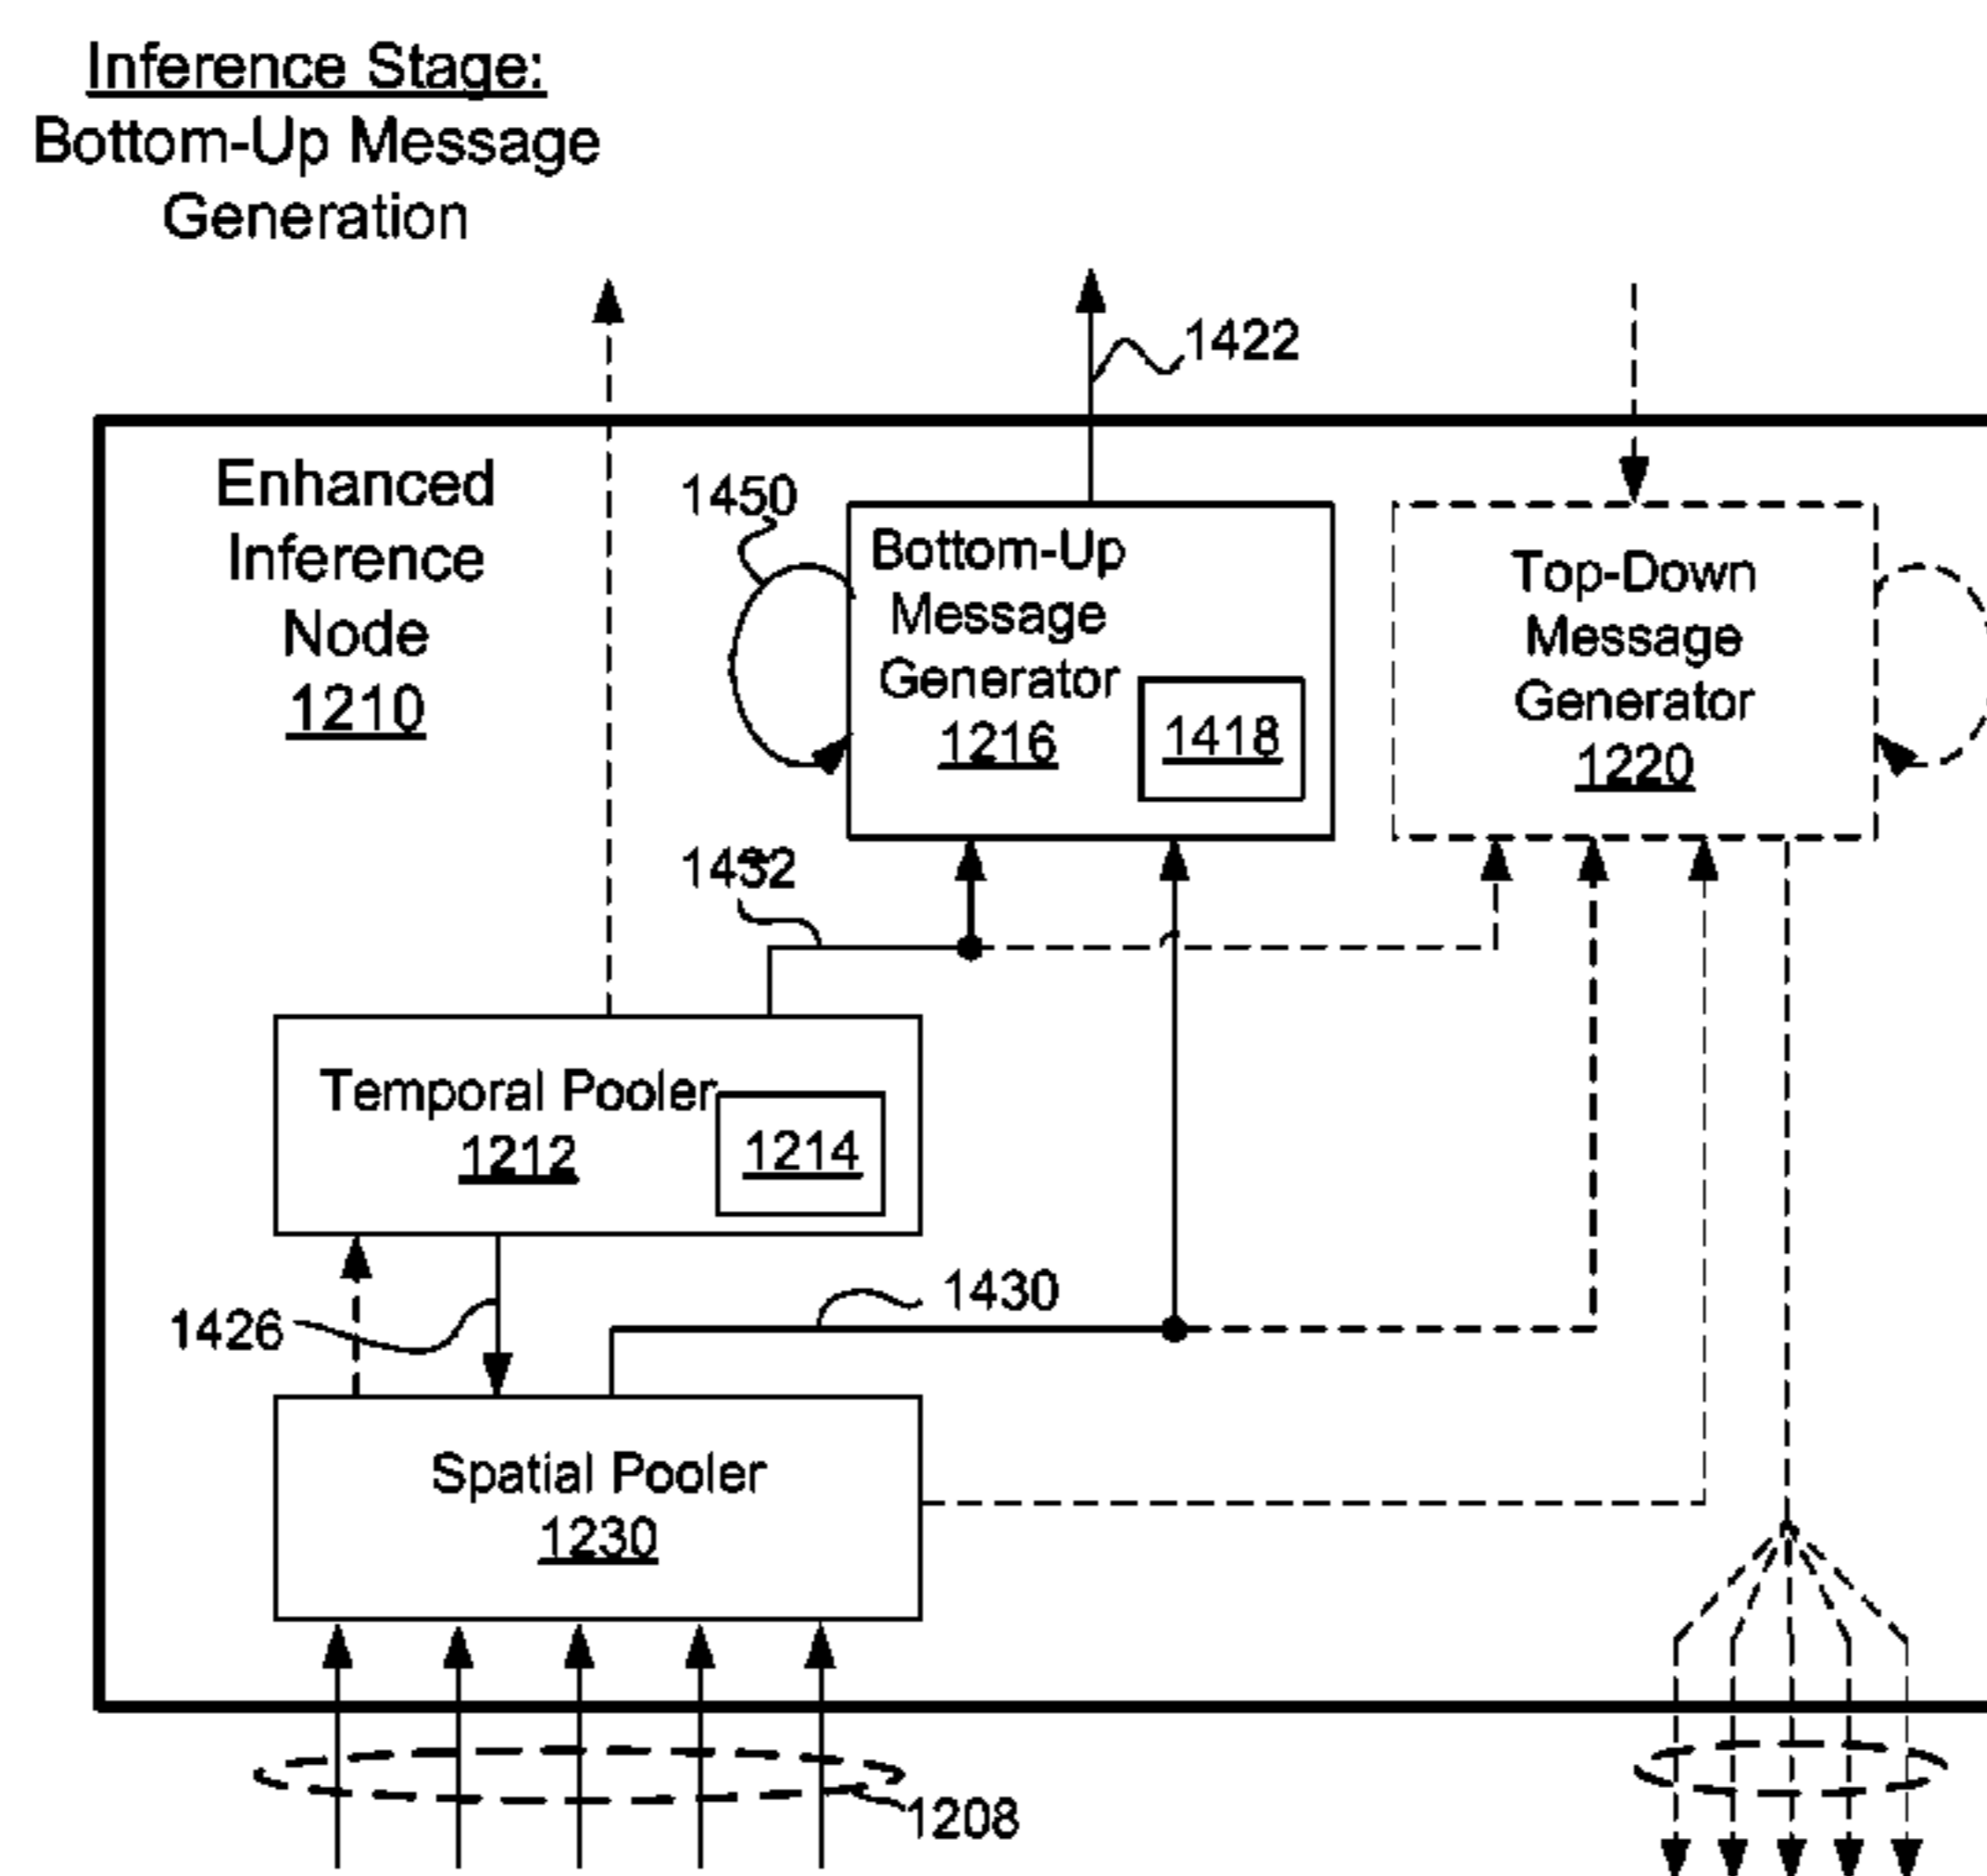 Inference Stage:
Bottom-Up Message
Generation
1422
Enhanced
Inference
Node
1210
1450
Bottom-Up
Message
Generator
1216
1418
Top-Down
Message
Generator
1220
1432
Temporal Pooler
1212
1214
1426
1430
Spatial Pooler
1230
1208